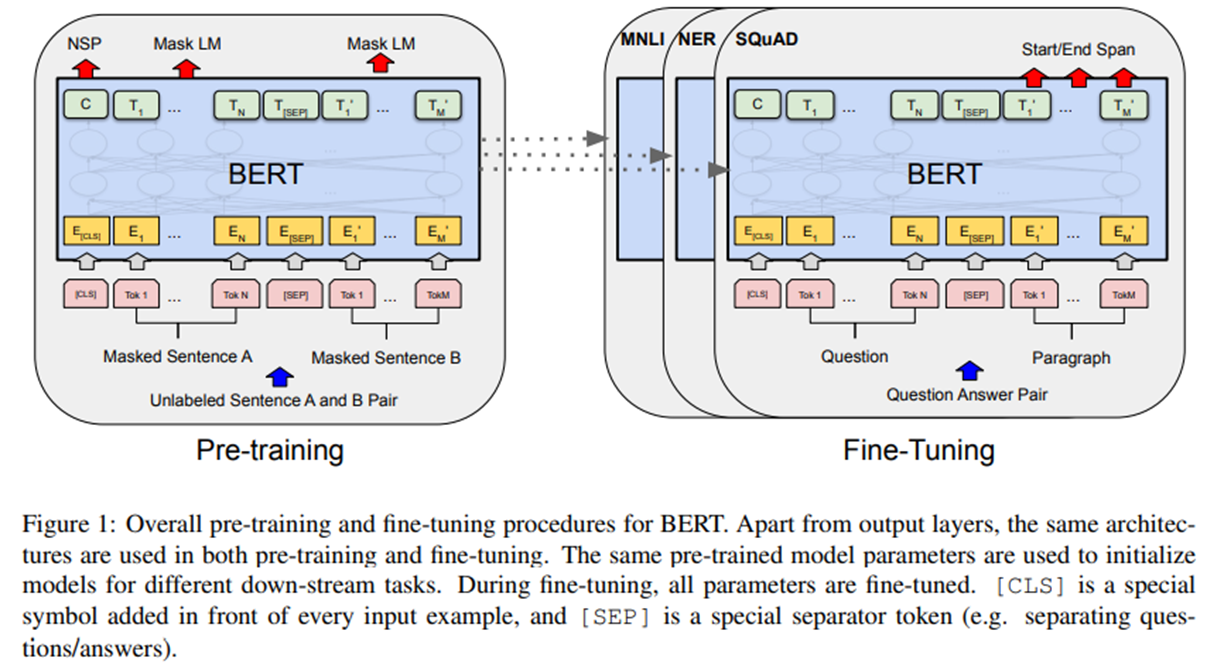 NSP Mask LM Mask LM
C T1 ... TN T[SEP] T1' ... TM'
BERT
E[CLS] E1 ... EN E[SEP] E1' ... EM'
[CLS] Tok 1 ... Tok N [SEP] Tok 1 ... TokM
Masked Sentence A Masked Sentence B
Unlabeled Sentence A and B Pair
Pre-training
MNLI NER SQuAD
Start/End Span
C T1 ... TN T[SEP] T1' ... TM'
BERT
E[CLS] E1 ... EN E[SEP] E1' ... EM'
[CLS] Tok 1 ... Tok N [SEP] Tok 1 ... TokM
Question Paragraph
Question Answer Pair
Fine-Tuning
Figure 1: Overall pre-training and fine-tuning procedures for BERT. Apart from output layers, the same architec-
tures are used in both pre-training and fine-tuning. The same pre-trained model parameters are used to initialize
models for different down-stream tasks. During fine-tuning, all parameters are fine-tuned. [CLS] is a special
symbol added in front of every input example, and [SEP] is a special separator token (e.g. separating ques-
tions/answers).